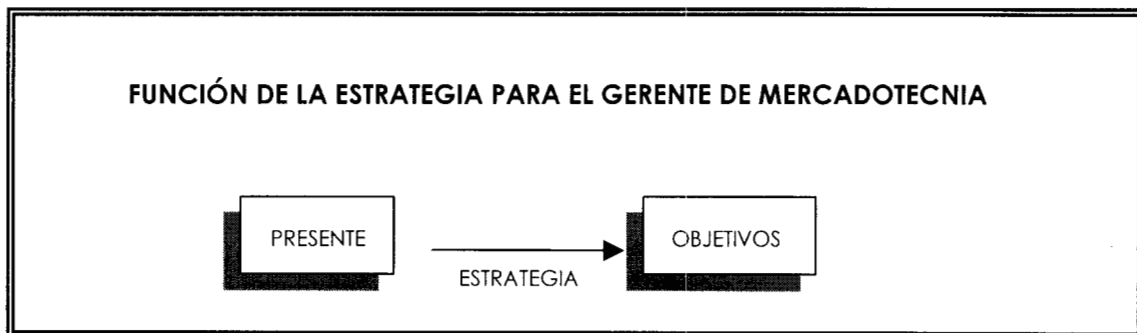 FUNCIÓN DE LA ESTRATEGIA PARA EL GERENTE DE MERCADOTECNIA
PRESENTE
OBJETIVOS
ESTRATEGIA